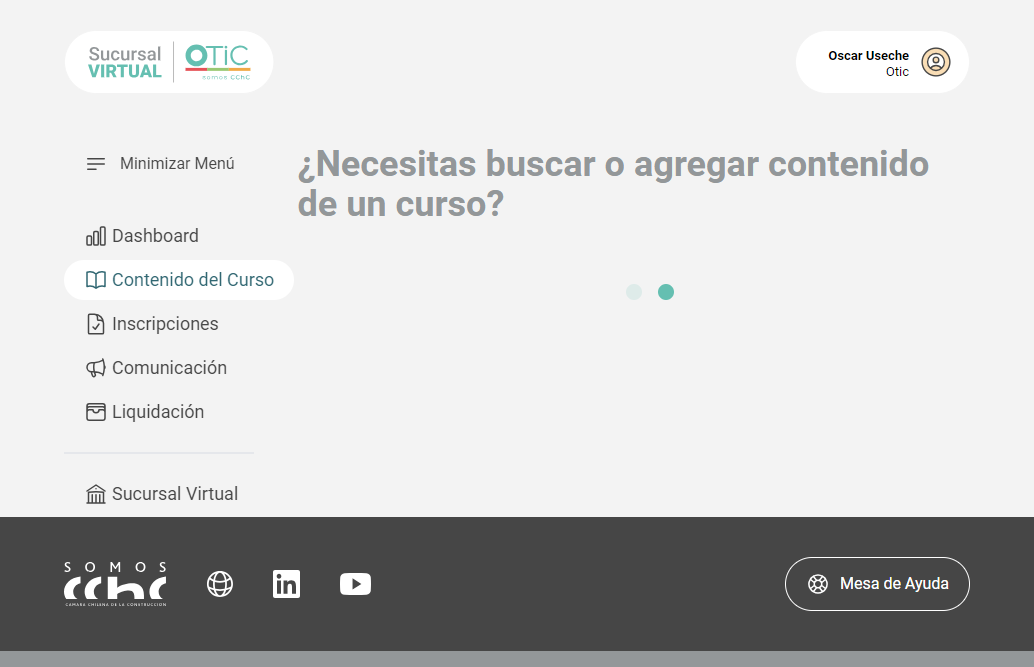 Sucursal
VIRTUAL
OTiC
somos cchc
Oscar Useche
Otic
Minimizar Menú
¿Necesitas buscar o agregar contenido
de un curso?
Dashboard
Contenido del Curso
Inscripciones
Comunicación
Liquidación
Sucursal Virtual
SOMOS
cchc
CÁMARA CHILENA DE LA CONSTRUCCIÓN
in
Mesa de Ayuda